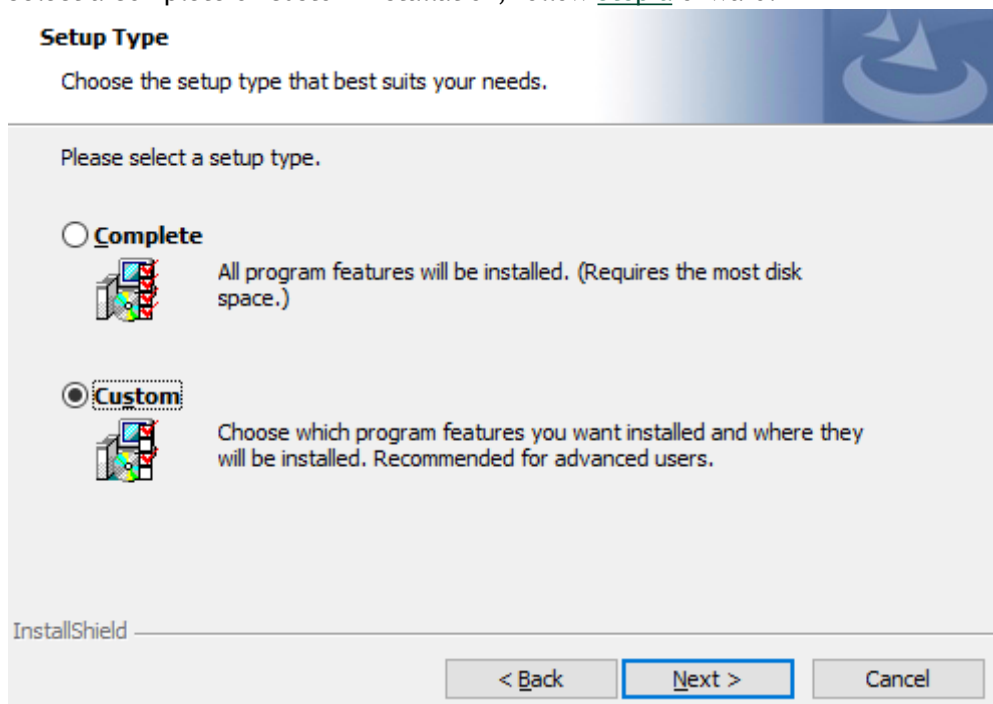 Setup Type
Choose the setup type that best suits your needs.
Please select a setup type.
Complete
All program features will be installed. (Requires the most disk
space.)
Custom
Choose which program features you want installed and where they
will be installed. Recommended for advanced users.
InstallShield
< Back
Next >
Cancel